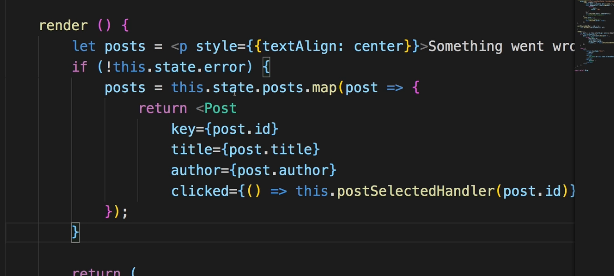 render () {
let posts = <p style={{textAlign: center}}>Something went wro
if (!this.state.error) {
posts = this.state.posts.map(post => {
return <Post
key={post.id}
title={post.title}
author={post.author}
clicked={() => this.postSelectedHandler(post.id)}
});
}
return (